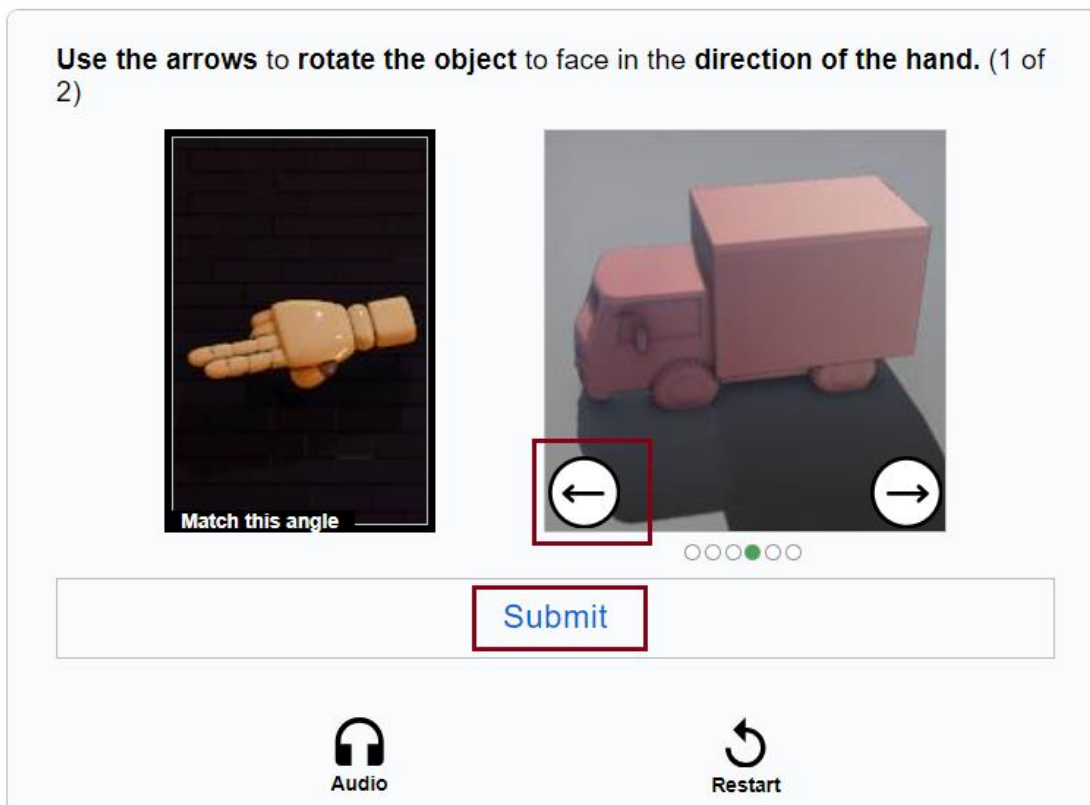 Use the arrows to rotate the object to face in the direction of the hand. (1 of
2)
Match this angle
Submit
Audio
Restart